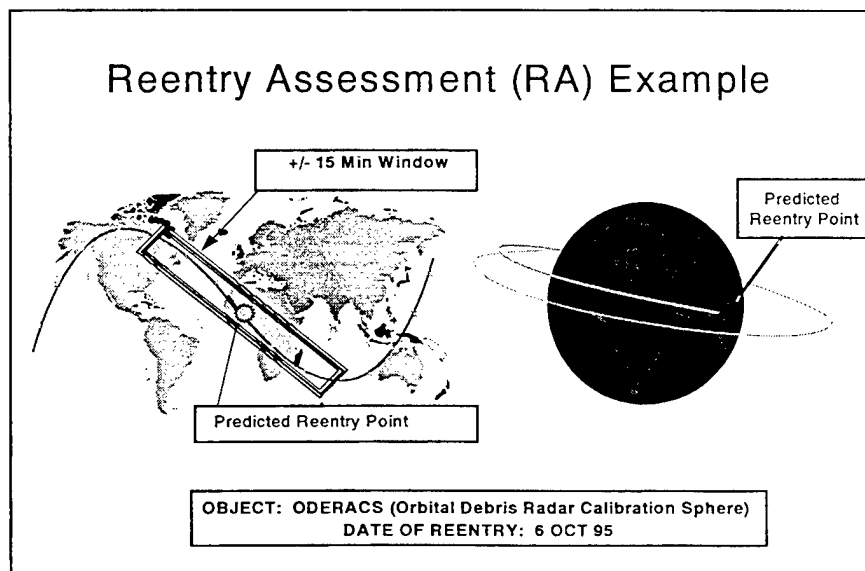 Reentry Assessment (RA) Example
+/- 15 Min Window
Predicted
Reentry Point
Predicted Reentry Point
OBJECT: ODERACS (Orbital Debris Radar Calibration Sphere)
DATE OF REENTRY: 6 OCT 95